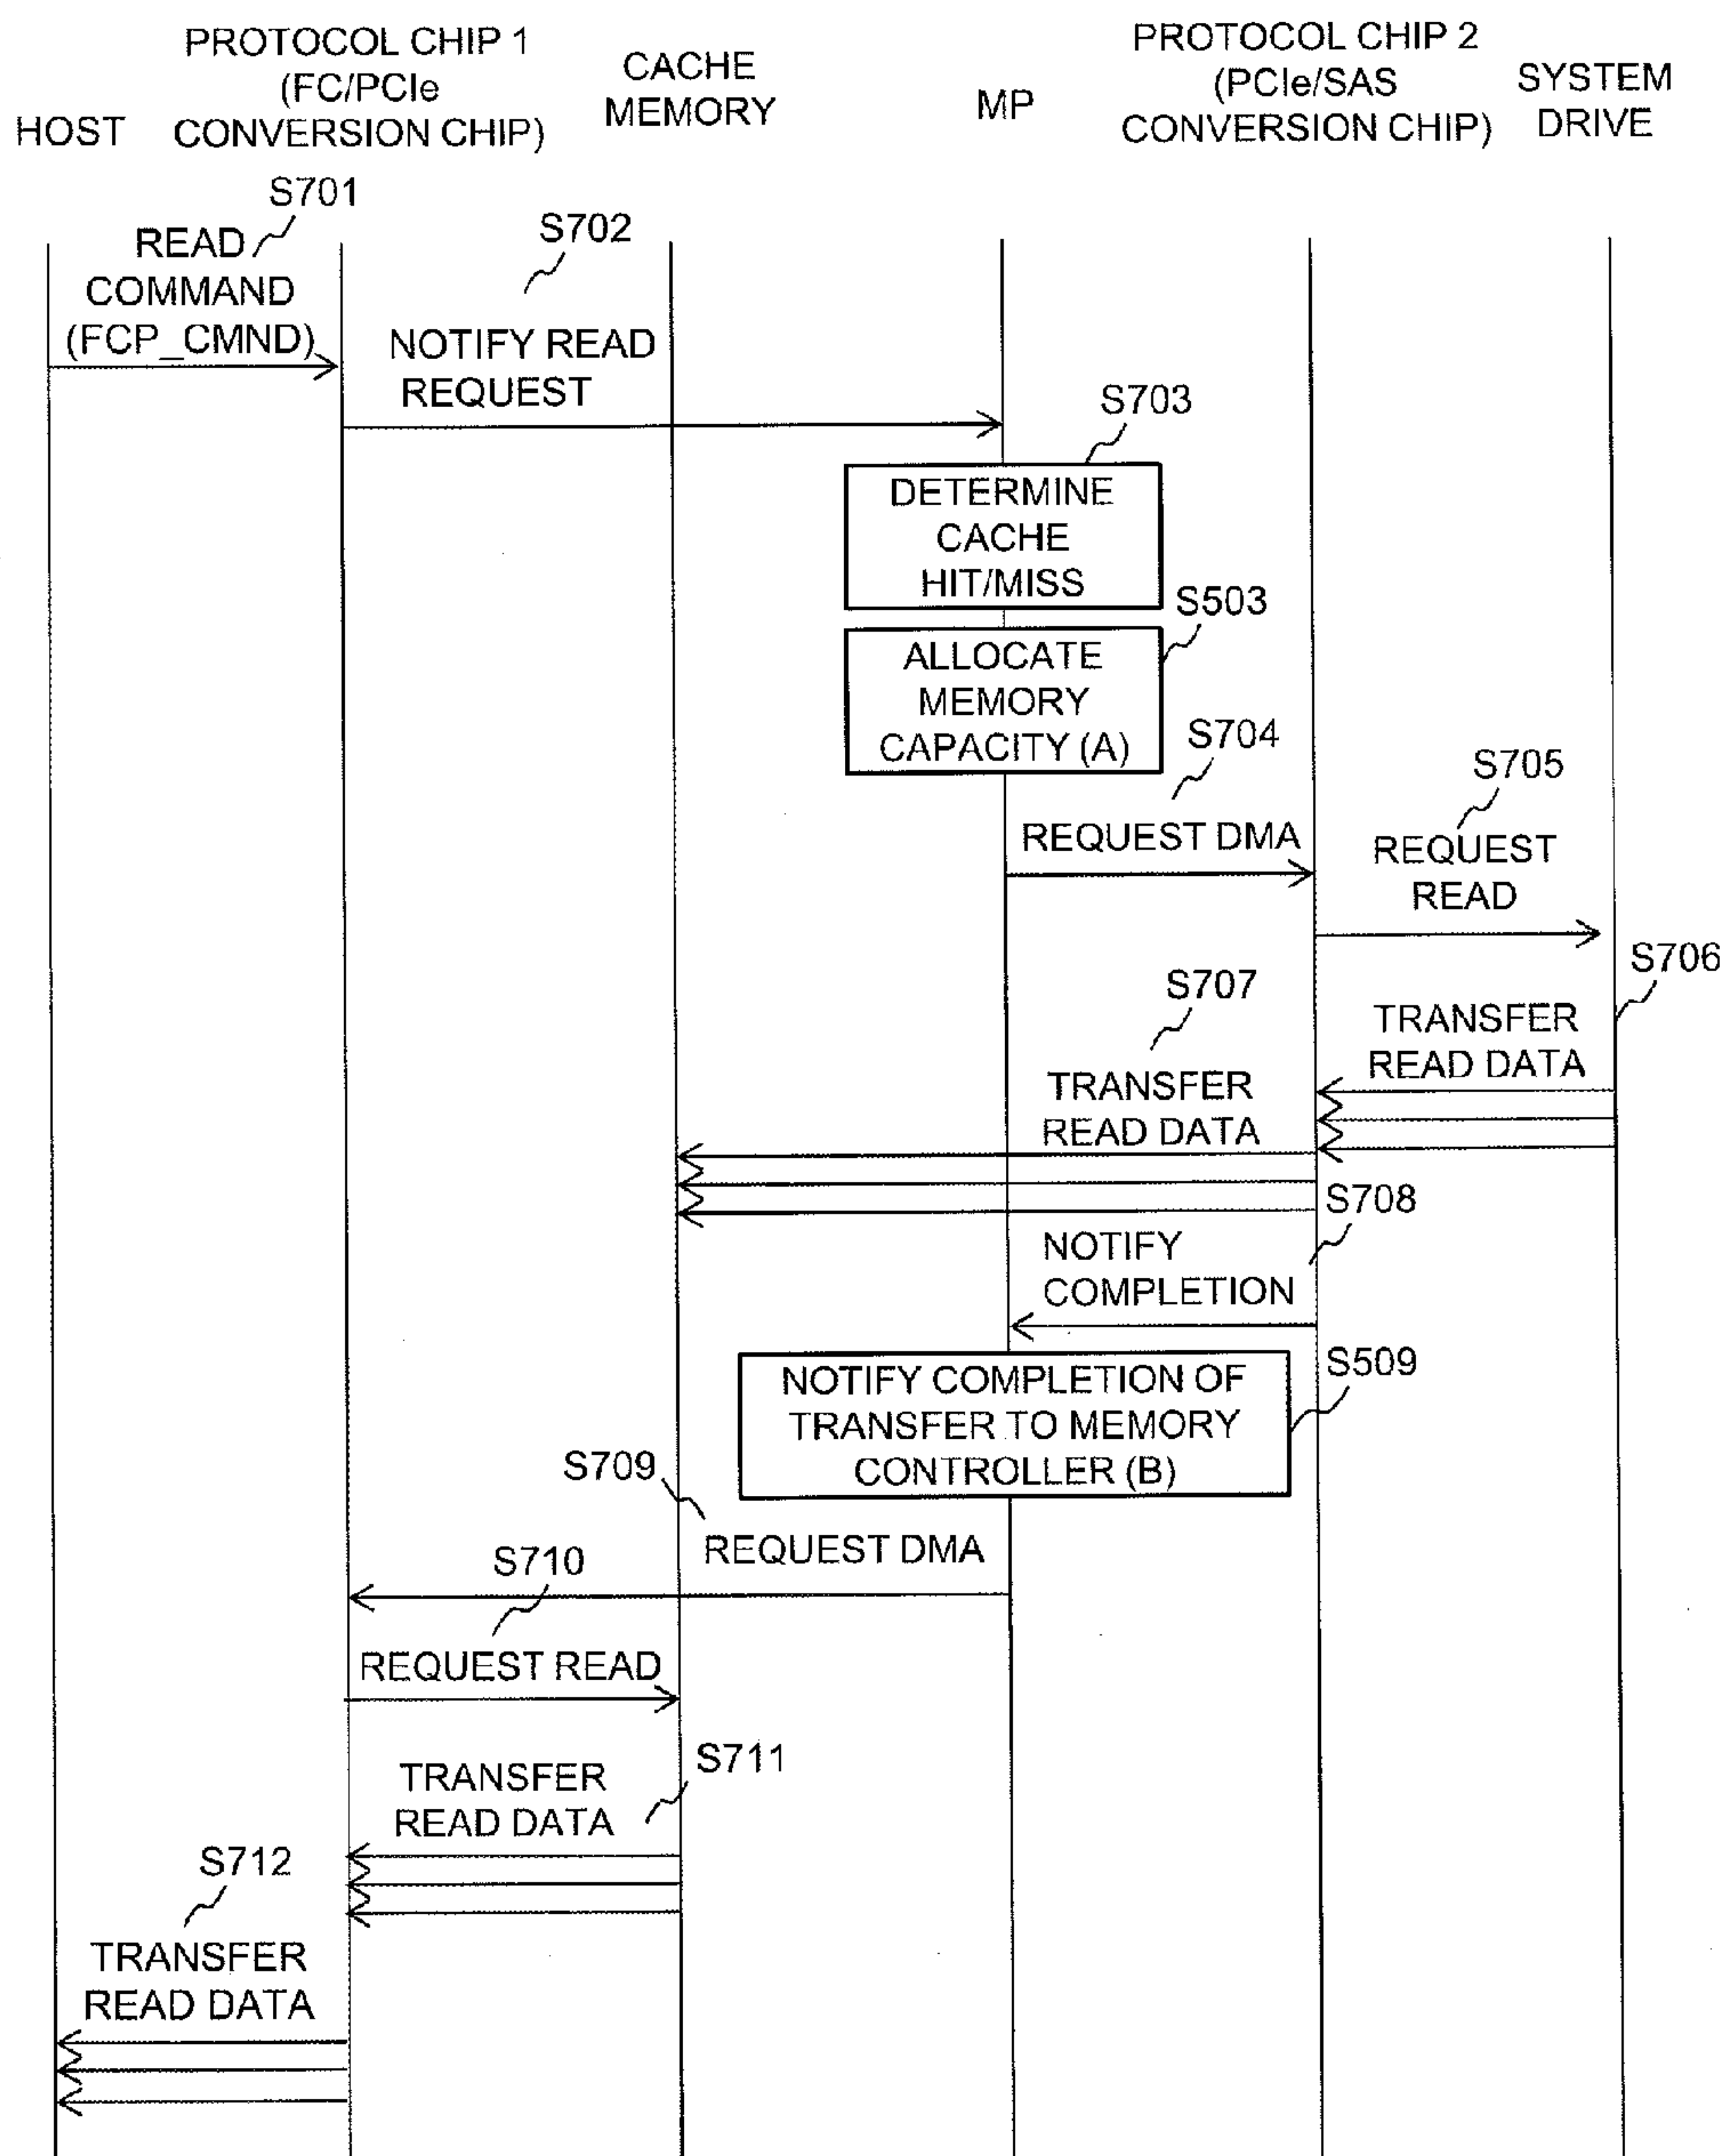 HOST
PROTOCOL CHIP 1
(FC/PCIe
CONVERSION CHIP)
CACHE
MEMORY
MP
PROTOCOL CHIP 2
(PCIe/SAS
CONVERSION CHIP)
SYSTEM
DRIVE
S701
READ
COMMAND
(FCP_CMND)
S702
NOTIFY READ
REQUEST
S703
DETERMINE
CACHE
HIT/MISS
S503
ALLOCATE
MEMORY
CAPACITY (A)
S704
REQUEST DMA
S705
REQUEST
READ
S706
TRANSFER
READ DATA
S707
TRANSFER
READ DATA
S708
NOTIFY
COMPLETION
S509
NOTIFY COMPLETION OF
TRANSFER TO MEMORY
CONTROLLER (B)
S709
REQUEST DMA
S710
REQUEST READ
S711
TRANSFER
READ DATA
S712
TRANSFER
READ DATA